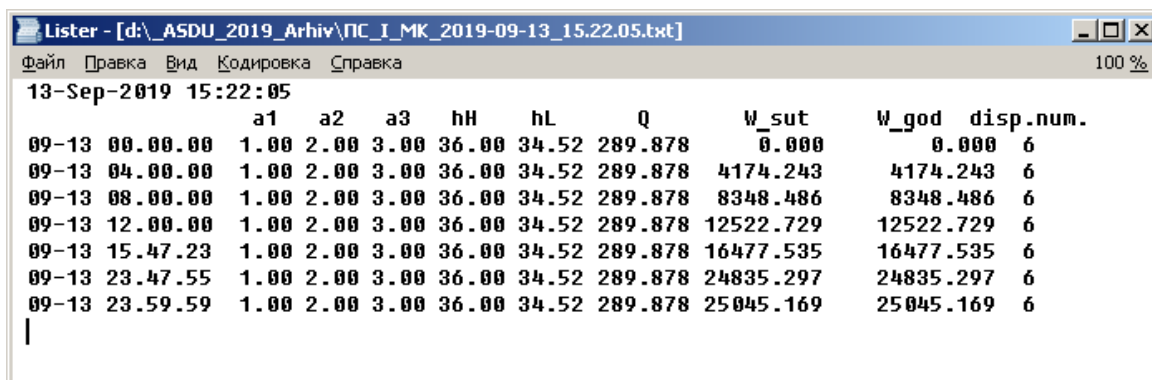 Lister - [d:\_ASDU_2019_Arhiv\ПС_I_МК_2019-09-13_15.22.05.txt]
Файл Правка Вид Кодировка Справка 100 %
13-Sep-2019 15:22:05
a1 a2 a3 hH hL Q W_sut W_god disp.num.
09-13 00.00.00 1.00 2.00 3.00 36.00 34.52 289.878 0.000 0.000 6
09-13 04.00.00 1.00 2.00 3.00 36.00 34.52 289.878 4174.243 4174.243 6
09-13 08.00.00 1.00 2.00 3.00 36.00 34.52 289.878 8348.486 8348.486 6
09-13 12.00.00 1.00 2.00 3.00 36.00 34.52 289.878 12522.729 12522.729 6
09-13 15.47.23 1.00 2.00 3.00 36.00 34.52 289.878 16477.535 16477.535 6
09-13 23.47.55 1.00 2.00 3.00 36.00 34.52 289.878 24835.297 24835.297 6
09-13 23.59.59 1.00 2.00 3.00 36.00 34.52 289.878 25045.169 25045.169 6